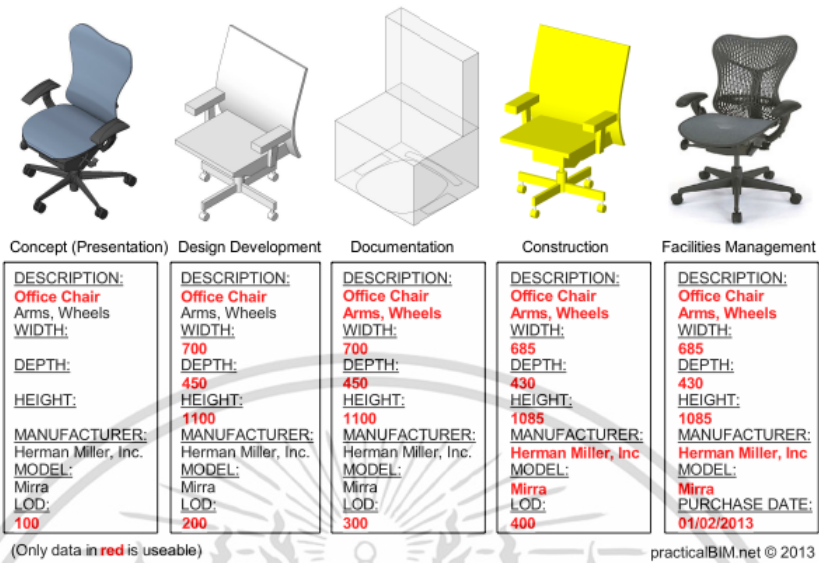 Concept (Presentation)
Design Development
Documentation
Construction
Facilities Management
DESCRIPTION:
Office Chair
Arms, Wheels
WIDTH:
DEPTH:
HEIGHT:
MANUFACTURER:
Herman Miller, Inc.
MODEL:
Mirra
LOD:
100
DESCRIPTION:
Office Chair
Arms, Wheels
WIDTH:
700
DEPTH:
450
HEIGHT:
1100
MANUFACTURER:
Herman Miller, Inc.
MODEL:
Mirra
LOD:
200
DESCRIPTION:
Office Chair
Arms, Wheels
WIDTH:
700
DEPTH:
450
HEIGHT:
1100
MANUFACTURER:
Herman Miller, Inc.
MODEL:
Mirra
LOD:
300
DESCRIPTION:
Office Chair
Arms, Wheels
WIDTH:
685
DEPTH:
430
HEIGHT:
1085
MANUFACTURER:
Herman Miller, Inc
MODEL:
Mirra
LOD:
400
DESCRIPTION:
Office Chair
Arms, Wheels
WIDTH:
685
DEPTH:
430
HEIGHT:
1085
MANUFACTURER:
Herman Miller, Inc
MODEL:
Mirra
PURCHASE DATE:
01/02/2013
(Only data in red is useable)
practicalBIM.net © 2013